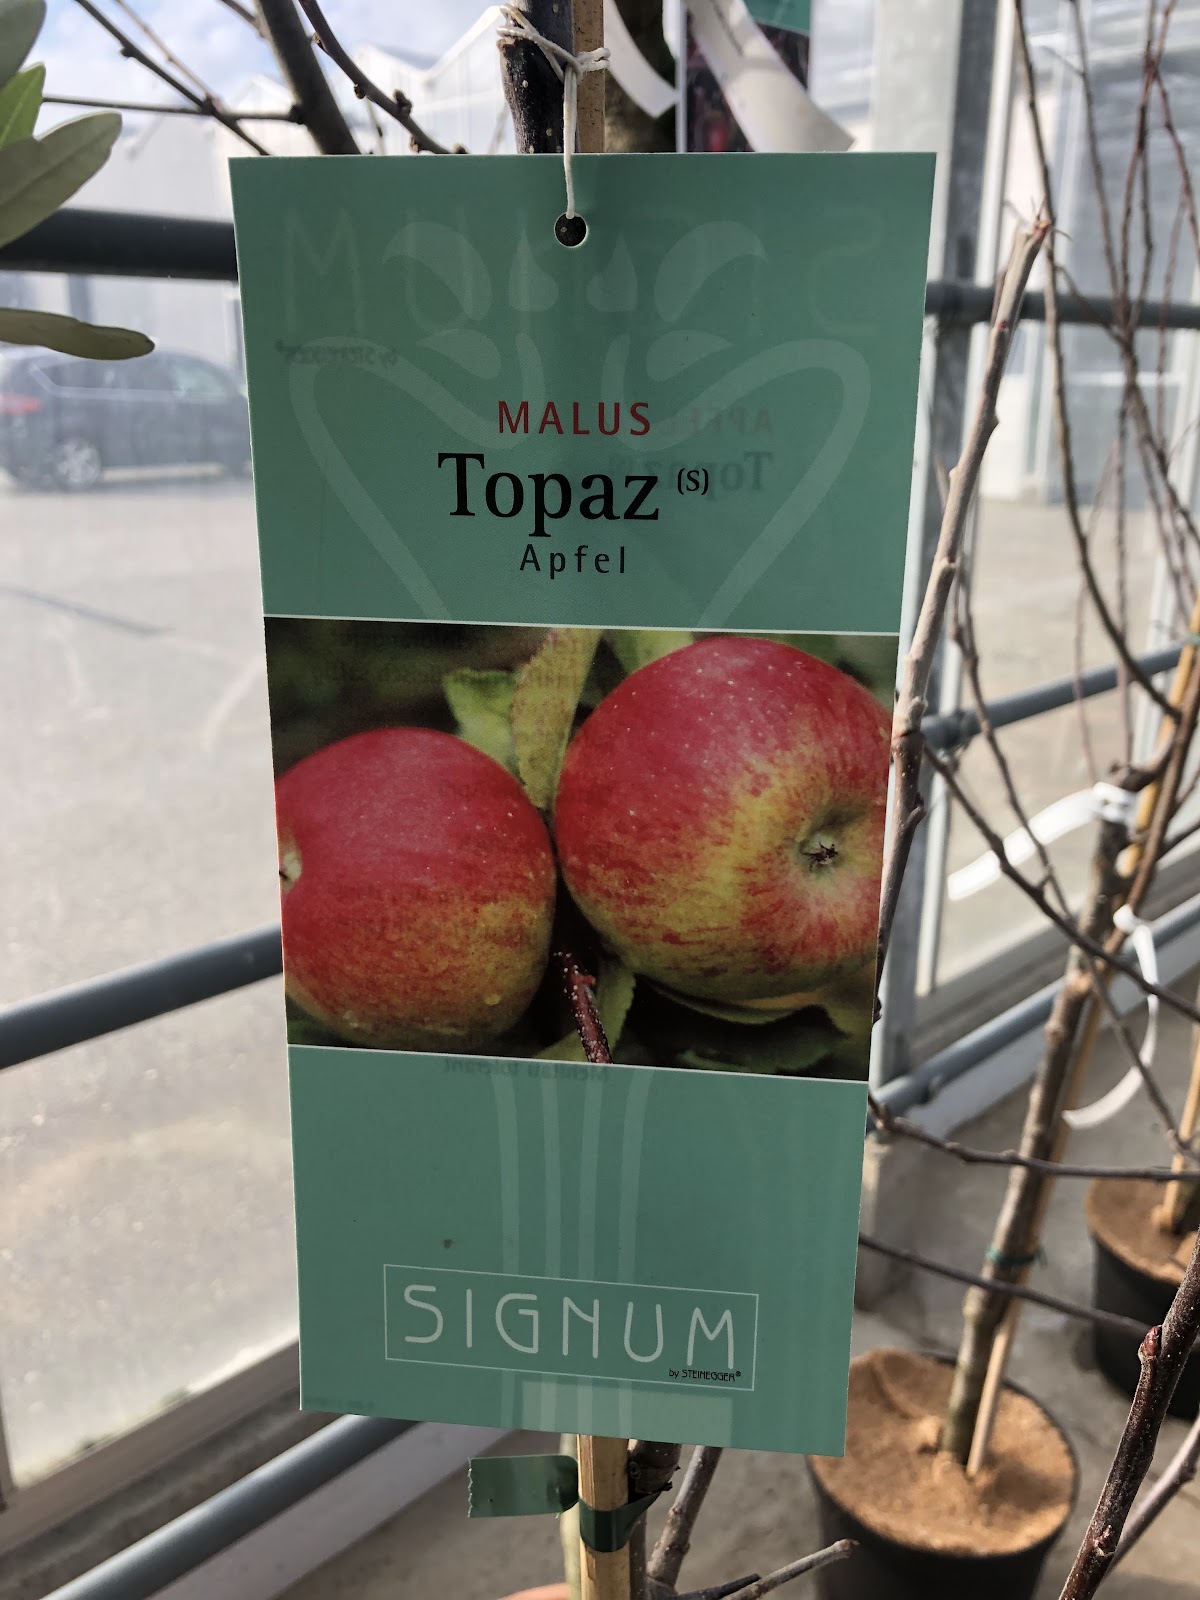 MALUS
Topaz (S)
Apfel
SIGNUM
by STEINEGGER®